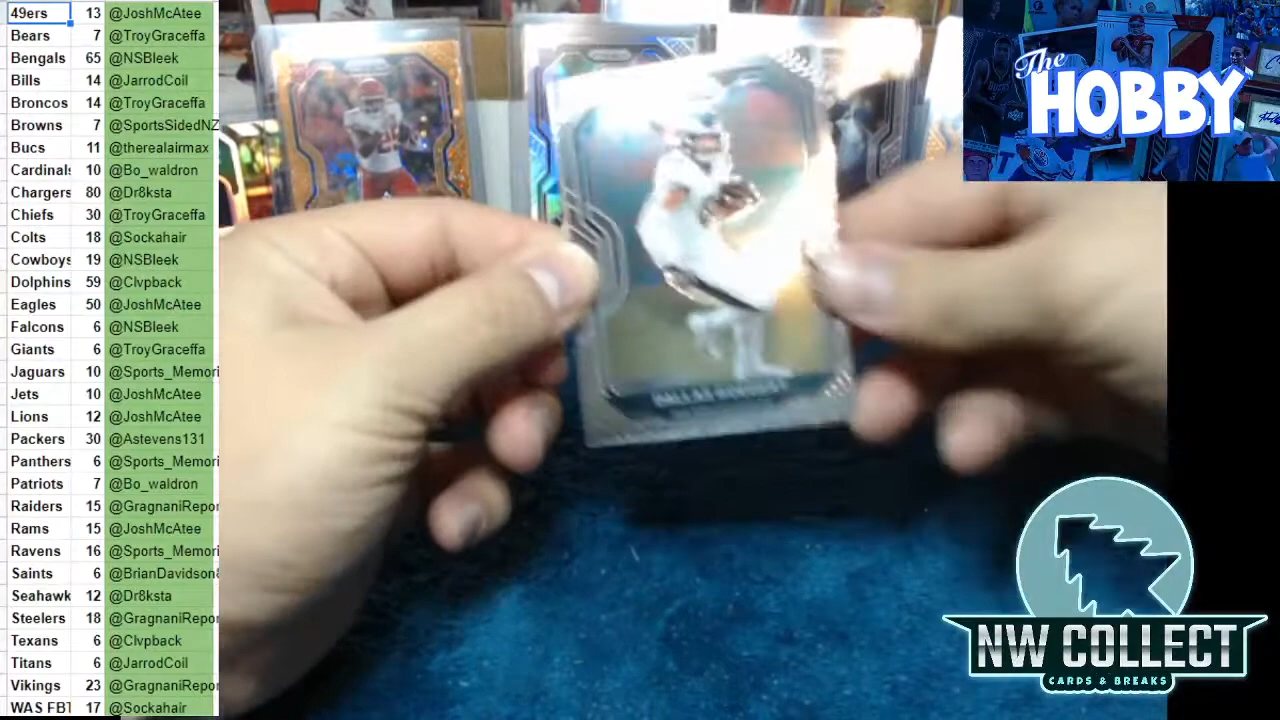 49ers 13 @JoshMcAtee
Bears 7 @TroyGraceffa
Bengals 65 @NSBleek
Bills 14 @JarrodCoil
Broncos 14 @TroyGraceffa
Browns 7 @SportsSidedNZ
Bucs 11 @therealairmax
Cardinals 10 @Bo_waldron
Chargers 80 @Dr8ksta
Chiefs 30 @TroyGraceffa
Colts 18 @Sockahair
Cowboys 19 @NSBleek
Dolphins 59 @Clvpback
Eagles 50 @JoshMcAtee
Falcons 6 @NSBleek
Giants 6 @TroyGraceffa
Jaguars 10 @Sports_Memori
Jets 10 @JoshMcAtee
Lions 12 @JoshMcAtee
Packers 30 @Astevens131
Panthers 6 @Sports_Memori
Patriots 7 @Bo_waldron
Raiders 15 @GragnaniRepor
Rams 15 @JoshMcAtee
Ravens 16 @Sports_Memori
Saints 6 @BrianDavidson8
Seahawk 12 @Dr8ksta
Steelers 18 @GragnaniRepor
Texans 6 @Clvpback
Titans 6 @JarrodCoil
Vikings 23 @GragnaniRepor
WAS FBT 17 @Sockahair
The
HOBBY
DALLAS GOEDERT
NW COLLECT
CARDS & BREAKS